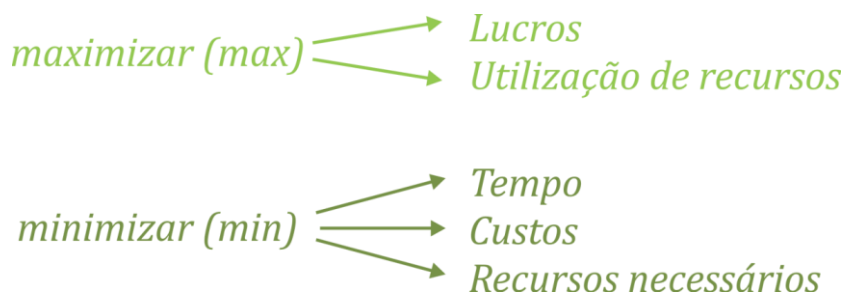 maximizar (max)
Lucros
Utilização de recursos
minimizar (min)
Tempo
Custos
Recursos necessários